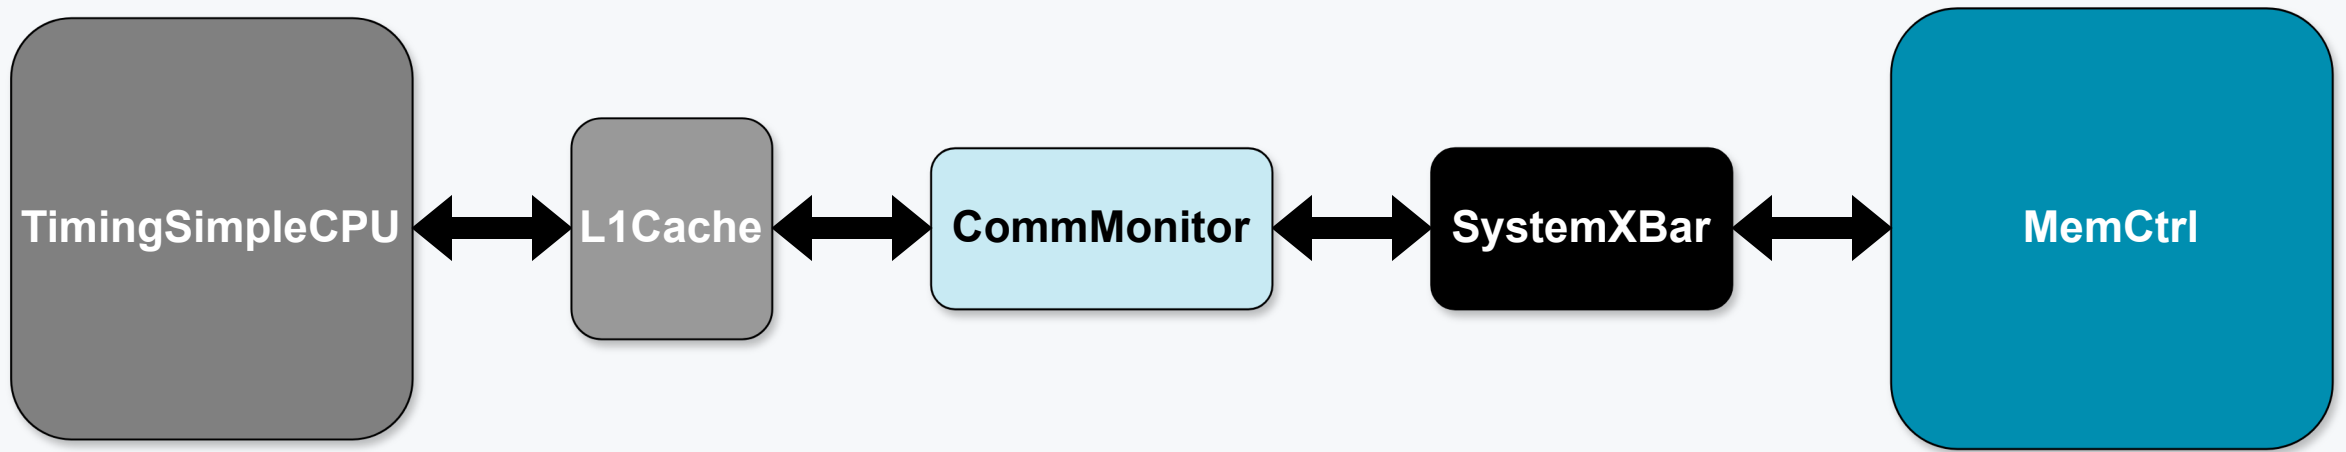 TimingSimpleCPU
L1Cache
CommMonitor
SystemXBar
MemCtrl